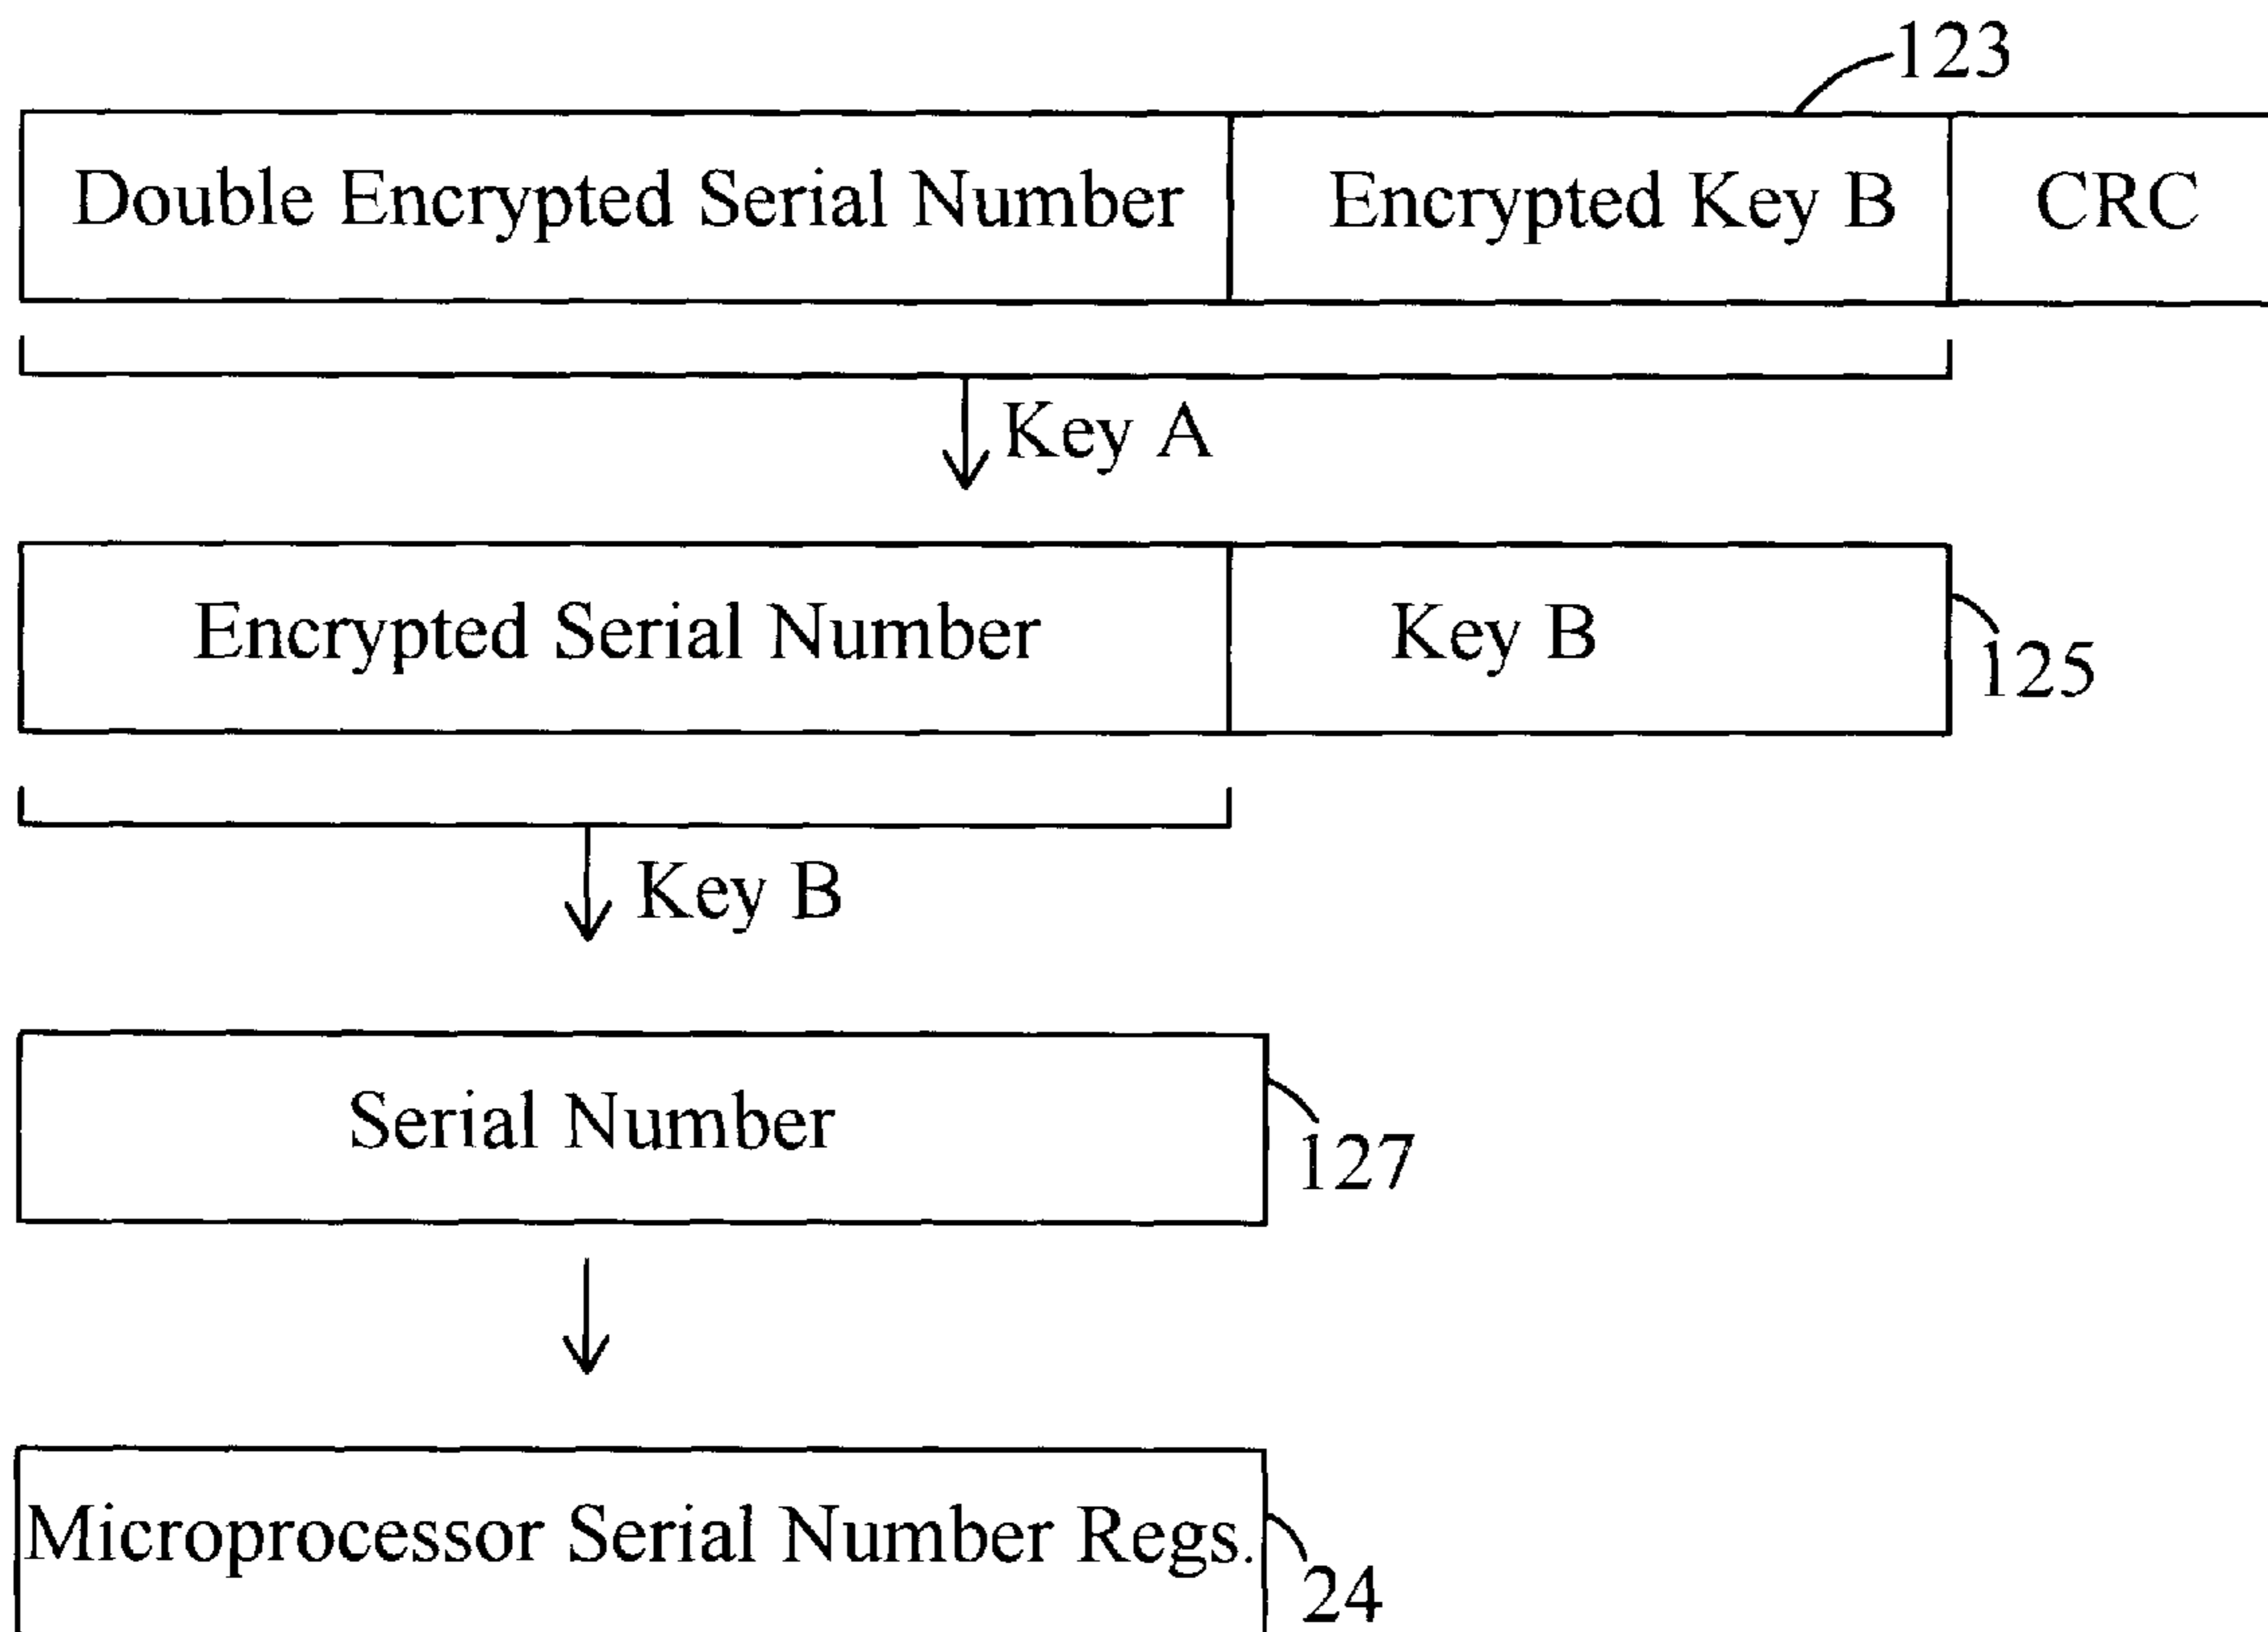 123
Double Encrypted Serial Number Encrypted Key B CRC
Key A
Encrypted Serial Number Key B
125
Key B
Serial Number
127
Microprocessor Serial Number Regs.
24